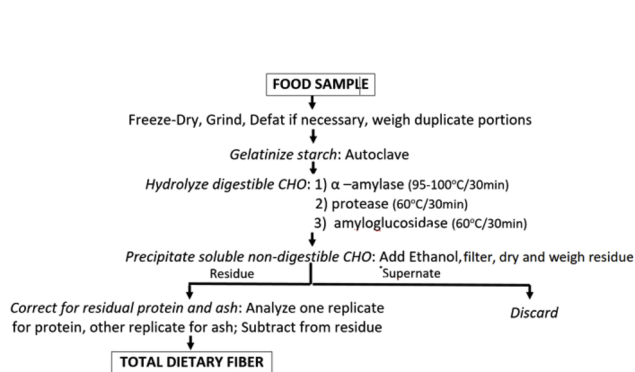 FOOD SAMPLE
Freeze-Dry, Grind, Defat if necessary, weigh duplicate portions
Gelatinize starch: Autoclave
Hydrolyze digestible CHO: 1) α –amylase (95-100°C/30min)
2) protease (60°C/30min)
3) amyloglucosidase (60°C/30min)
Precipitate soluble non-digestible CHO: Add Ethanol, filter, dry and weigh residue
Residue
Supernate
Correct for residual protein and ash: Analyze one replicate
for protein, other replicate for ash; Subtract from residue
Discard
TOTAL DIETARY FIBER